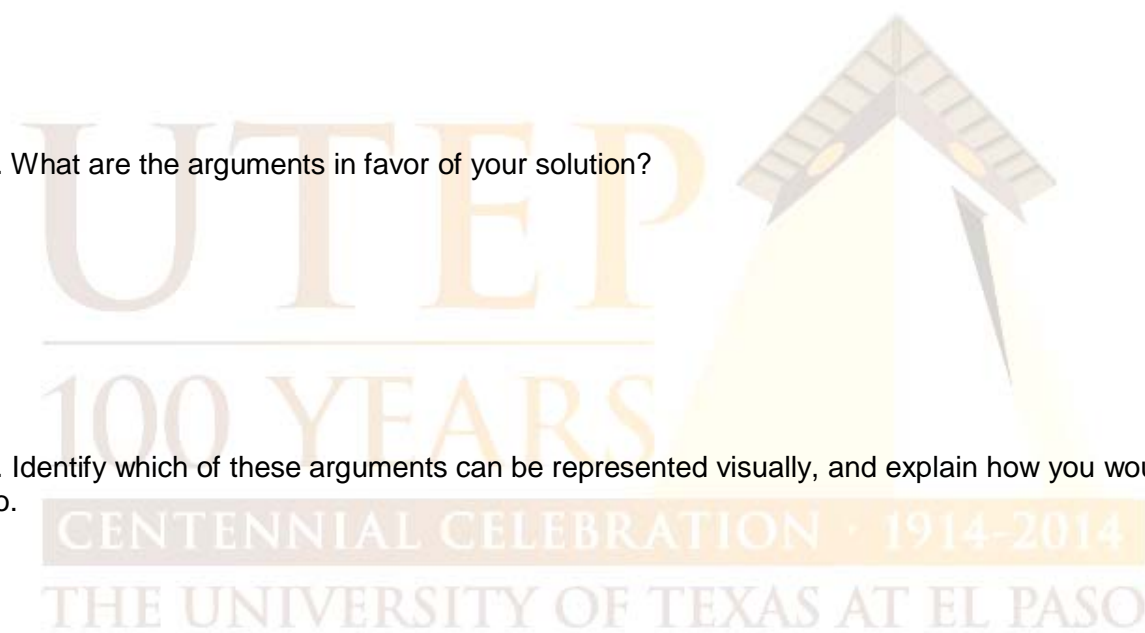 UTEP
. What are the arguments in favor of your solution?
100 YEARS
. Identify which of these arguments can be represented visually, and explain how you
o.
CENTENNIAL CELEBRATION · 1914-2014
THE UNIVERSITY OF TEXAS AT EL PASO